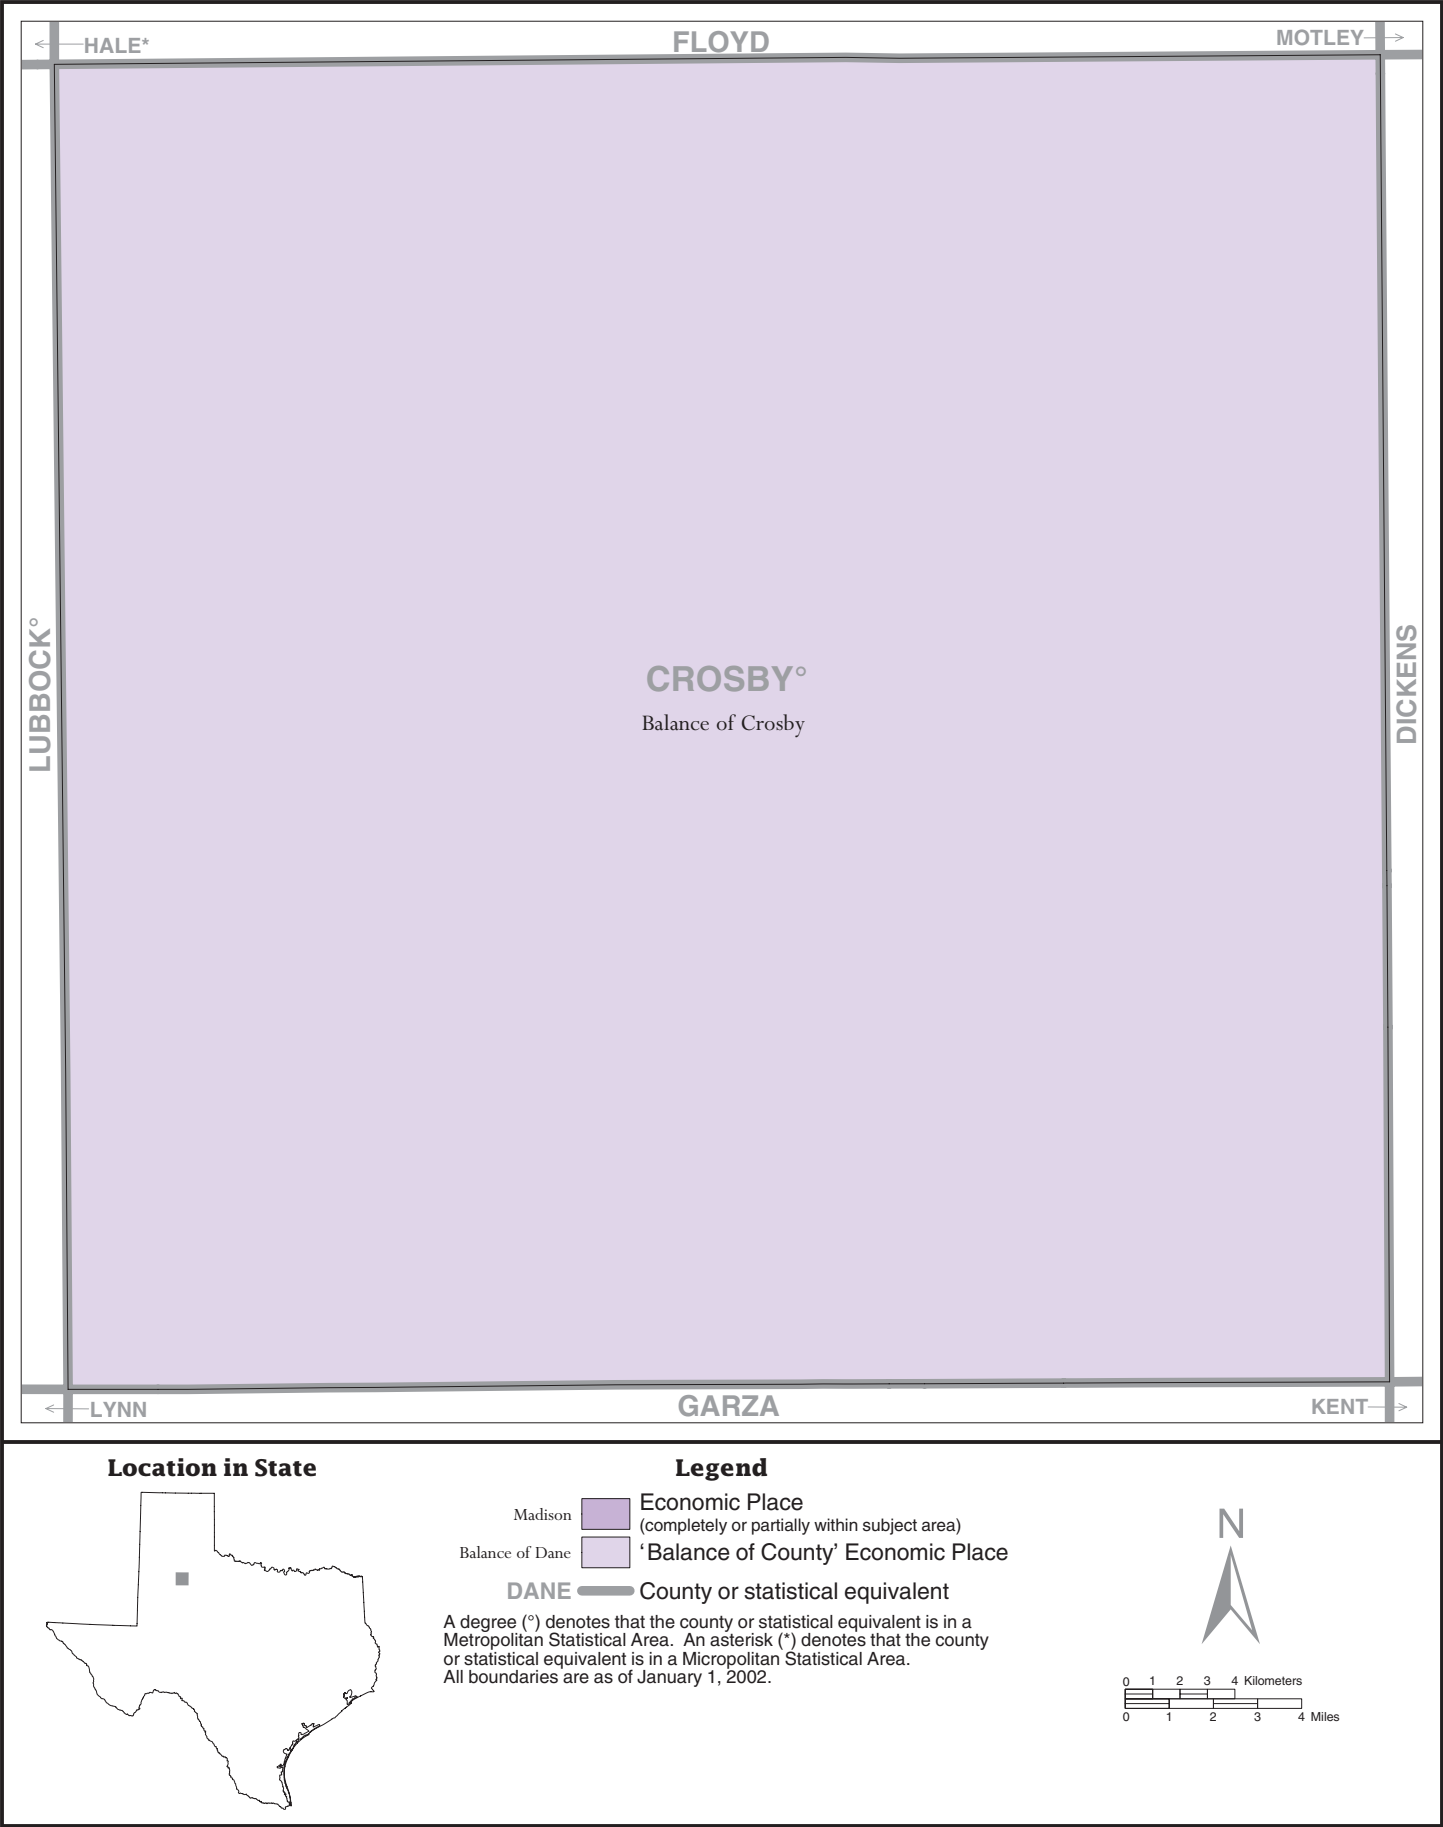 HALE*
FLOYD
MOTLEY
LUBBOCK°
CROSBY°
Balance of Crosby
DICKENS
LYNN
GARZA
KENT
Location in State
Legend
Madison
Economic Place
(completely or partially within subject area)
Balance of Dane
‘Balance of County’ Economic Place
DANE
County or statistical equivalent
A degree (°) denotes that the county or statistical equivalent is in a
Metropolitan Statistical Area. An asterisk (*) denotes that the county
or statistical equivalent is in a Micropolitan Statistical Area.
All boundaries are as of January 1, 2002.
N
0 1 2 3 4 Kilometers
0 1 2 3 4 Miles